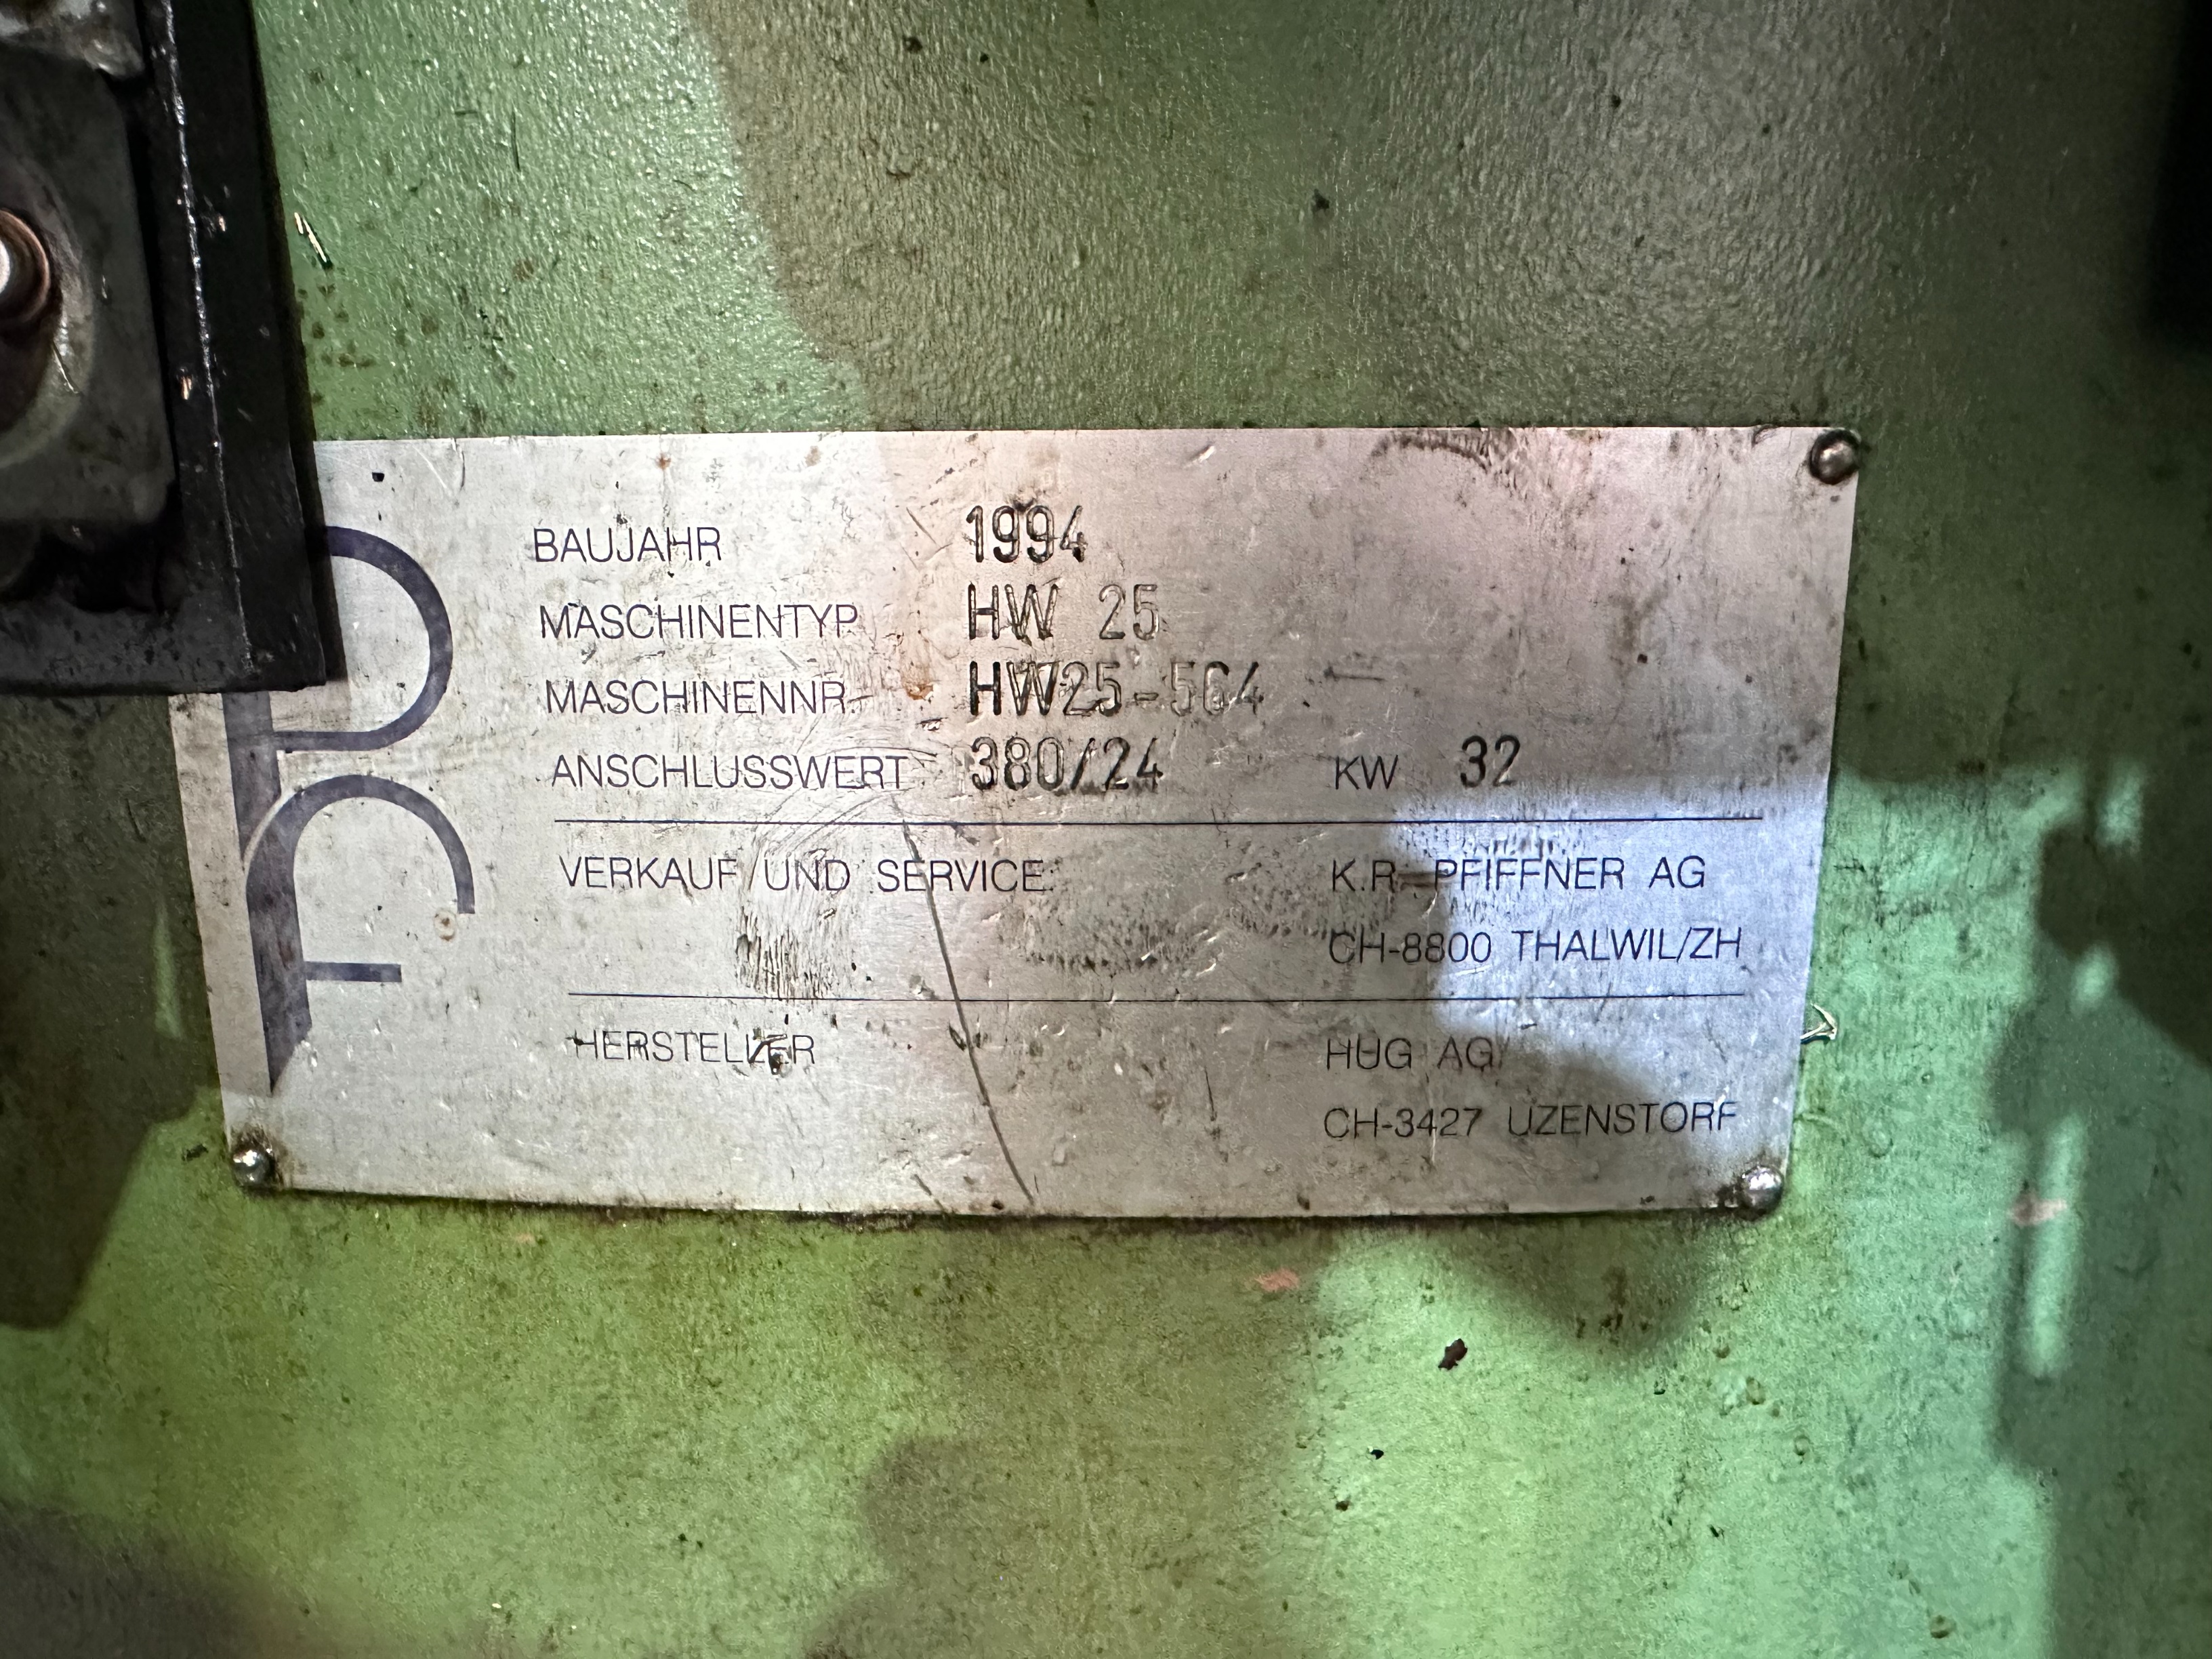 BAUJAHR 1994
MASCHINENTYP HW 25
MASCHINENNR. HW25-504
ANSCHLUSSWERT 380/24 KW 32
VERKAUF UND SERVICE: K.R. PFIFFNER AG
CH-8800 THALWIL/ZH
HERSTELLER HUG AG
CH-3427 UZENSTORF